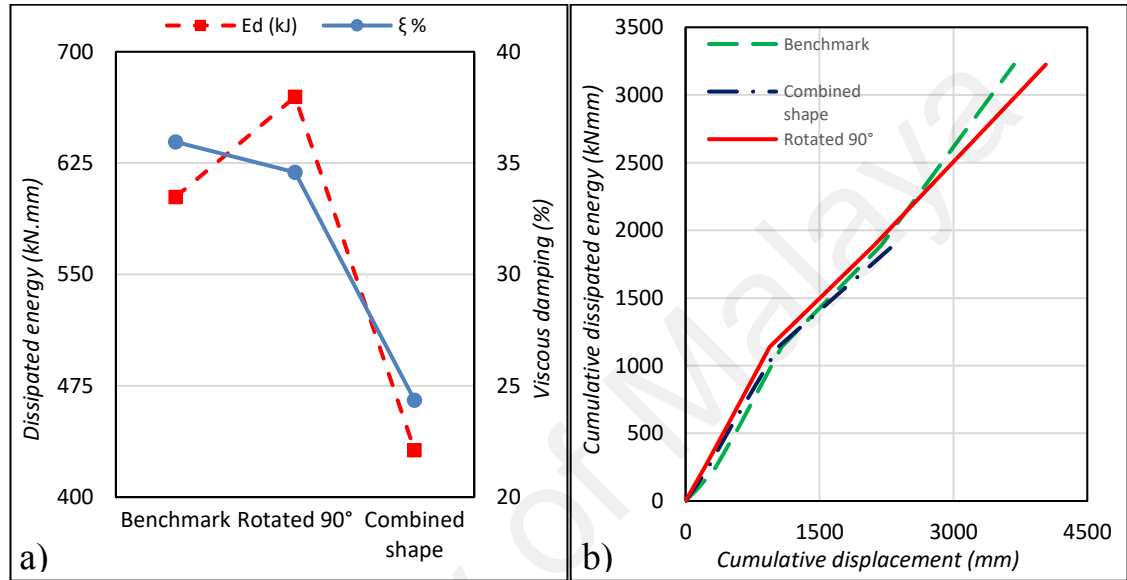 Ed (kJ) ξ %
700
625
550
475
400
Dissipated energy (kN.mm)
40
35
30
25
20
Viscous damping (%)
Benchmark Rotated 90° Combined
shape
a)
3500
3000
2500
2000
1500
1000
500
0
Cumulative dissipated energy (kNmm)
Benchmark
Combined
shape
Rotated 90°
0 1500 3000 4500
Cumulative displacement (mm)
b)
of Malaya